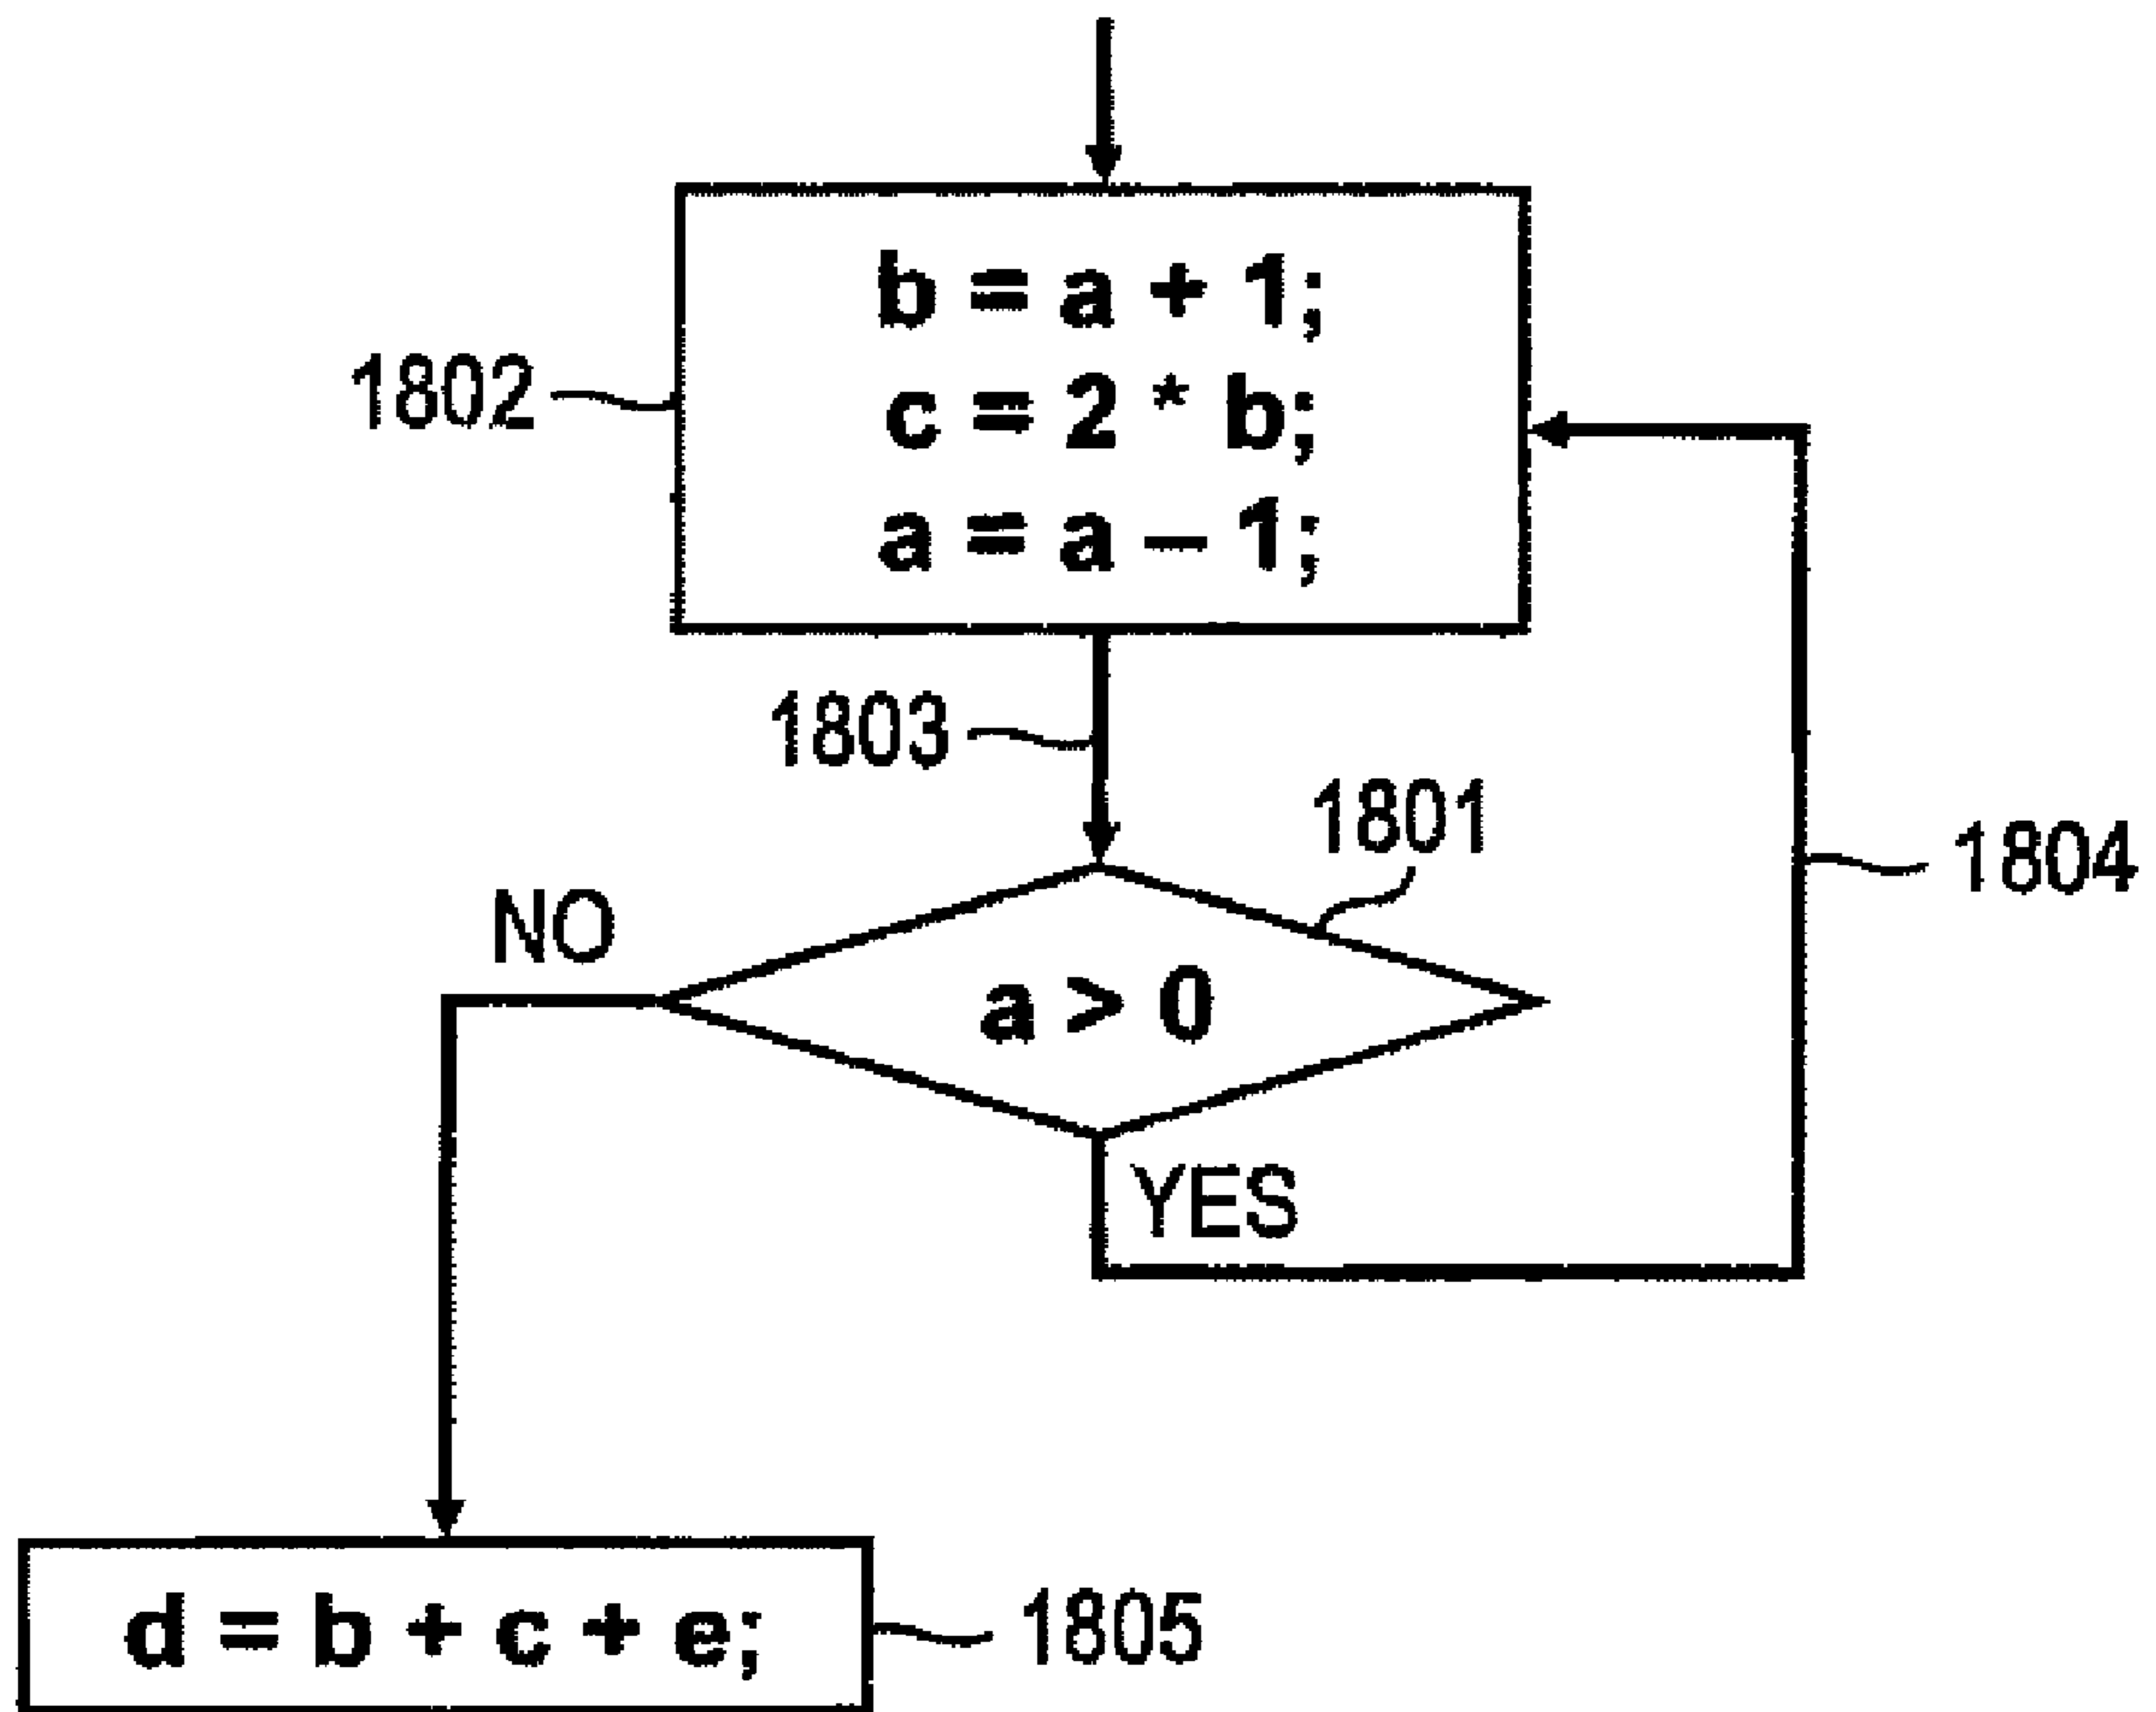 b = a + 1;
1802
c = 2 * b;
a = a – 1;
1803
1801
1804
NO
a > 0
YES
d = b + c + e;
1805